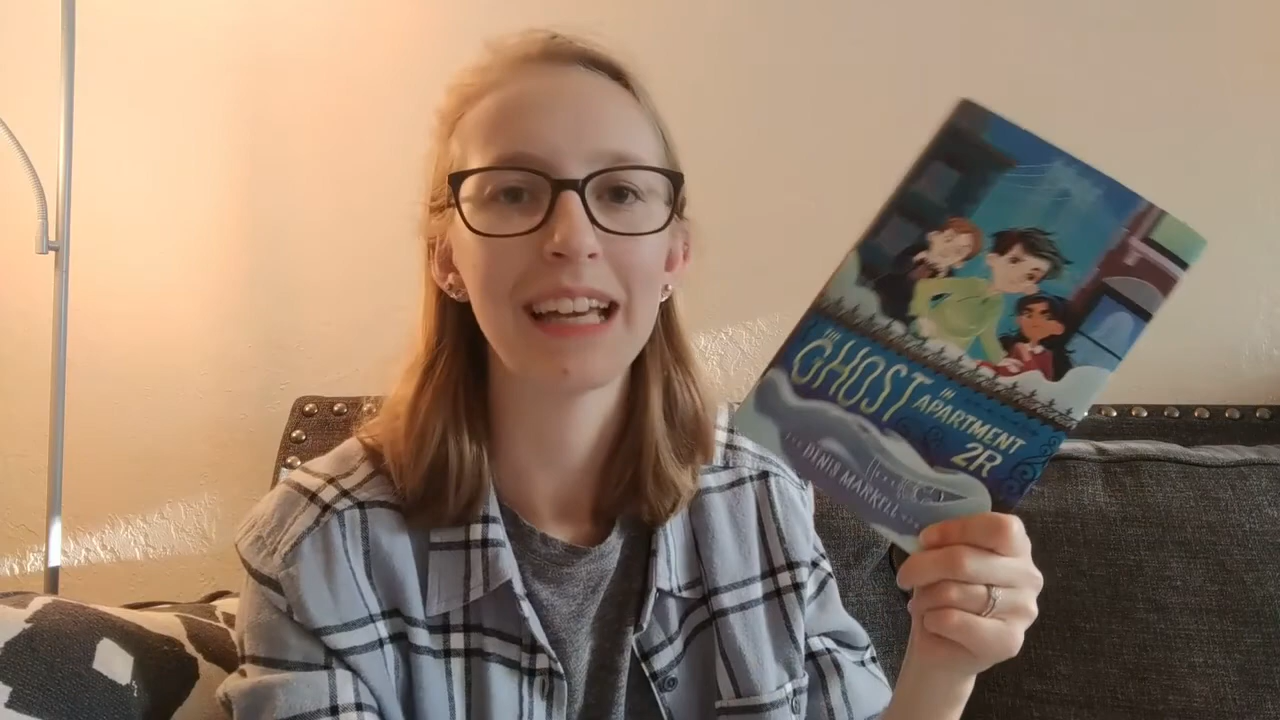 THE
GHOST
IN
APARTMENT
2R
DENIS MARKELL